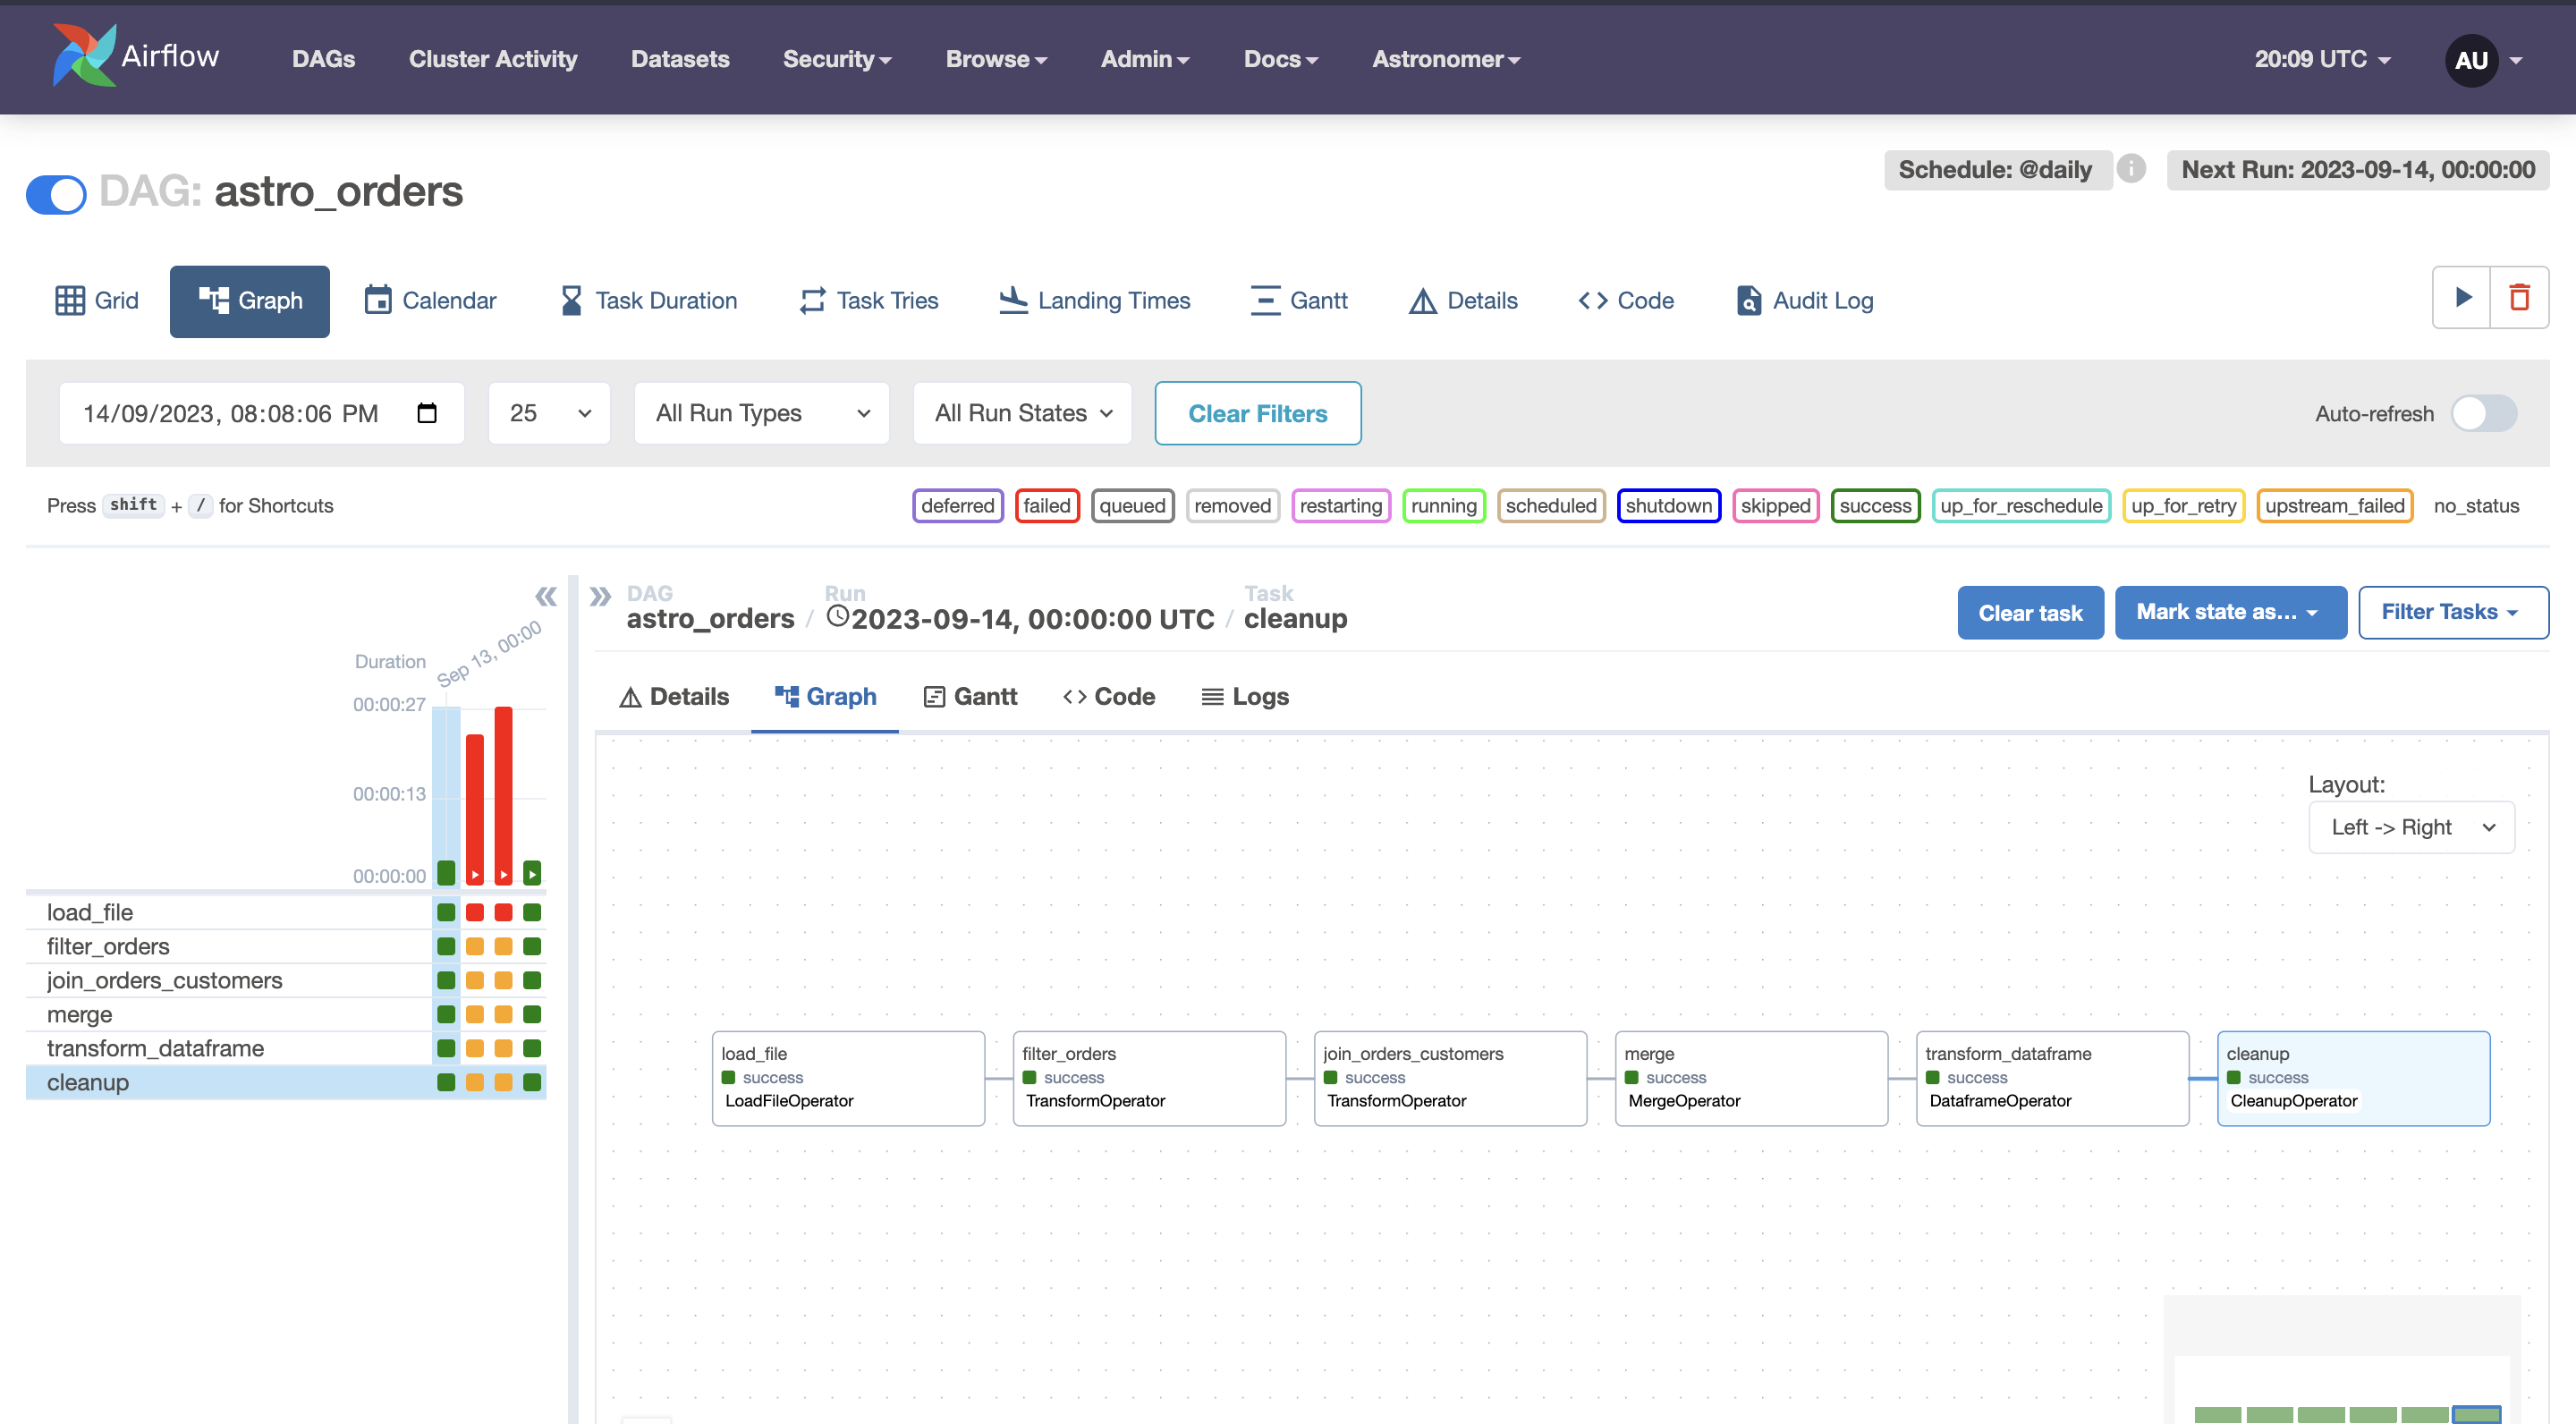 Airflow DAGs Cluster Activity Datasets Security Browse Admin Docs Astronomer 20:09 UTC AU
DAG: astro_orders
Schedule: @daily i Next Run: 2023-09-14, 00:00:00
Grid Graph Calendar Task Duration Task Tries Landing Times Gantt Details Code Audit Log
14/09/2023, 08:08:06 PM 25 All Run Types All Run States Clear Filters Auto-refresh
Press shift + / for Shortcuts deferred failed queued removed restarting running scheduled shutdown skipped success up_for_reschedule up_for_retry upstream_failed no_status
DAG Run Task
astro_orders / 2023-09-14, 00:00:00 UTC / cleanup
Clear task Mark state as... Filter Tasks
Sep 13, 00:00
Duration
00:00:27
00:00:13
00:00:00
load_file
filter_orders
join_orders_customers
merge
transform_dataframe
cleanup
Details Graph Gantt Code Logs
Layout:
Left -> Right
load_file
success
LoadFileOperator
filter_orders
success
TransformOperator
join_orders_customers
success
TransformOperator
merge
success
MergeOperator
transform_dataframe
success
DataframeOperator
cleanup
success
CleanupOperator